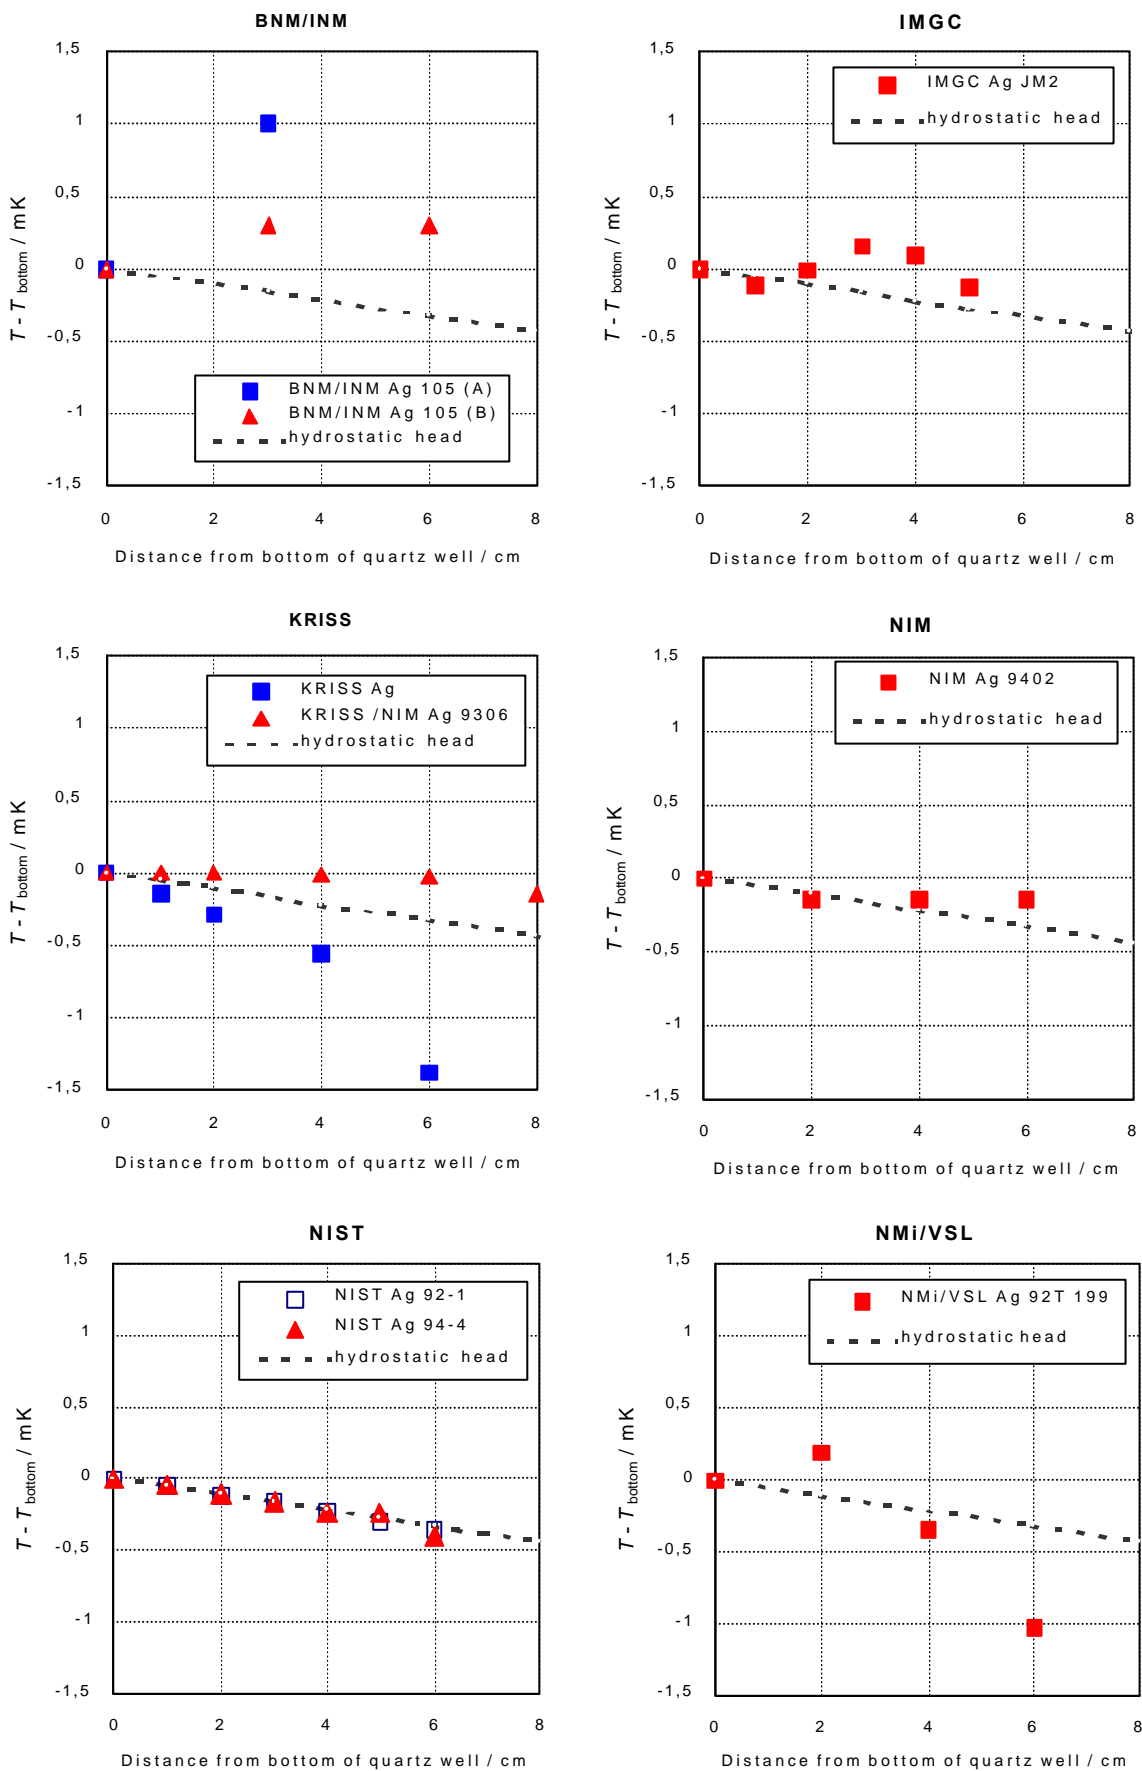 BNM/INM
1,5
1
0,5
0
-0,5
-1
-1,5
T - T bottom / mK
BNM/INM Ag 105 (A)
BNM/INM Ag 105 (B)
hydrostatic head
0 2 4 6 8
Distance from bottom of quartz well / cm
IMGC
1,5
1
0,5
0
-0,5
-1
-1,5
T - T bottom / mK
IMGC Ag JM2
hydrostatic head
0 2 4 6 8
Distance from bottom of quartz well / cm
KRISS
1,5
1
0,5
0
-0,5
-1
-1,5
T - T bottom / mK
KRISS Ag
KRISS /NIM Ag 9306
hydrostatic head
0 2 4 6 8
Distance from bottom of quartz well / cm
NIM
1,5
1
0,5
0
-0,5
-1
-1,5
T - T bottom / mK
NIM Ag 9402
hydrostatic head
0 2 4 6 8
Distance from bottom of quartz well / cm
NIST
1,5
1
0,5
0
-0,5
-1
-1,5
T - T bottom / mK
NIST Ag 92-1
NIST Ag 94-4
hydrostatic head
0 2 4 6 8
Distance from bottom of quartz well / cm
NMi/VSL
1,5
1
0,5
0
-0,5
-1
-1,5
T - T bottom / mK
NMi/VSL Ag 92T 199
hydrostatic head
0 2 4 6 8
Distance from bottom of quartz well / cm